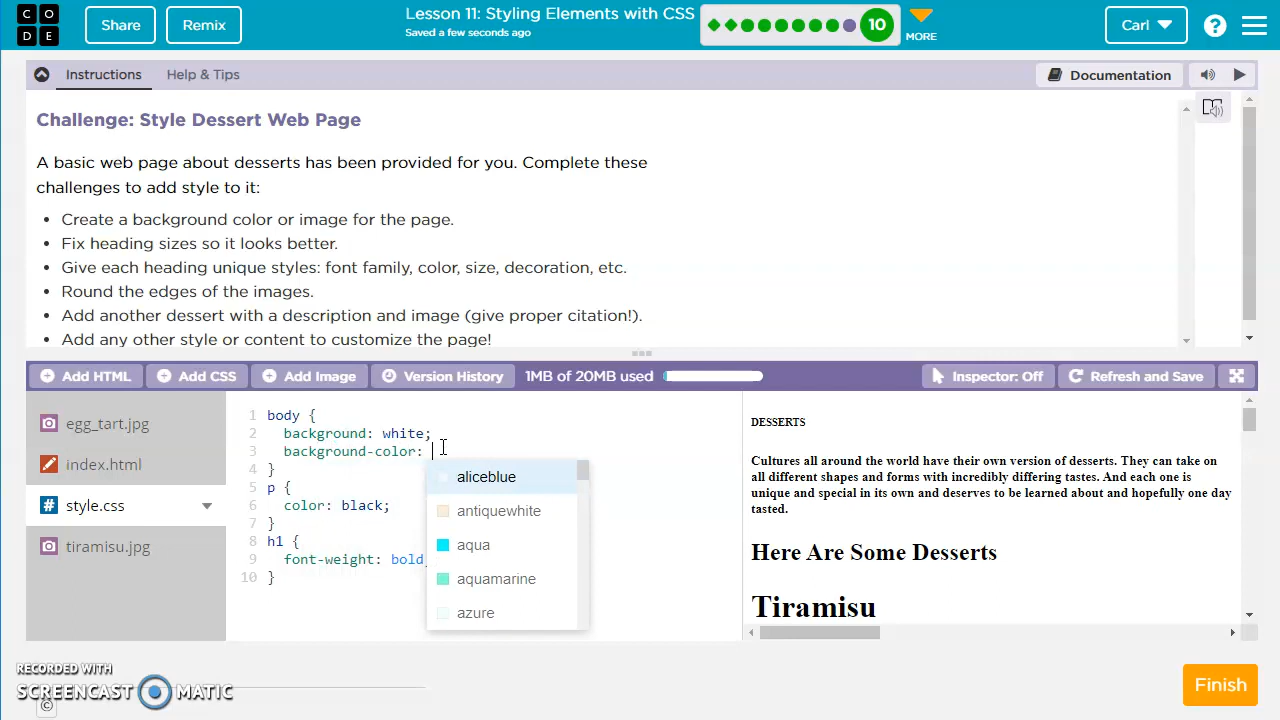 CO
DE
Share
Remix
Lesson 11: Styling Elements with CSS
Saved a few seconds ago
10
MORE
Carl
?
Instructions
Help & Tips
Documentation
Challenge: Style Dessert Web Page
A basic web page about desserts has been provided for you. Complete these
challenges to add style to it:
• Create a background color or image for the page.
• Fix heading sizes so it looks better.
• Give each heading unique styles: font family, color, size, decoration, etc.
• Round the edges of the images.
• Add another dessert with a description and image (give proper citation!).
• Add any other style or content to customize the page!
Add HTML
Add CSS
Add Image
Version History
1MB of 20MB used
Inspector: Off
Refresh and Save
egg_tart.jpg
index.html
# style.css
tiramisu.jpg
1 body {
2 background: white;
3 background-color:
4 }
5 p {
6 color: black;
7 }
8 h1 {
9 font-weight: bold
10 }
aliceblue
antiquewhite
aqua
aquamarine
azure
DESSERTS
Cultures all around the world have their own version of desserts. They can take on
all different shapes and forms with incredibly differing tastes. And each one is
unique and special in its own and deserves to be learned about and hopefully one day
tasted.
Here Are Some Desserts
Tiramisu
RECORDED WITH
SCREENCAST MATIC
©
Finish